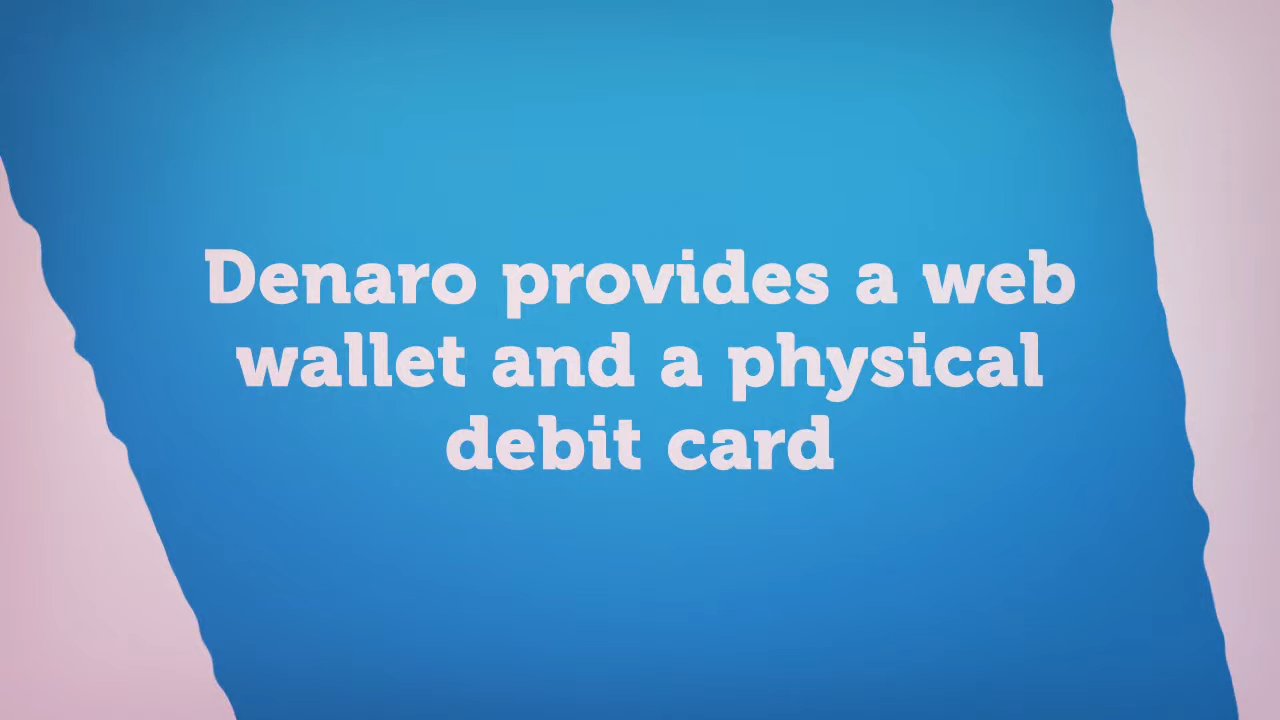 Denaro provides a web
wallet and a physical
debit card